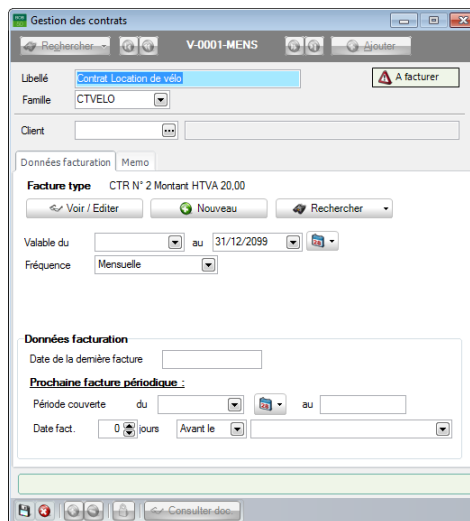 Gestion des contrats
Rechercher V-0001-MENS Ajouter
Libellé Contrat Location de vélo A facturer
Famille CTVELO
Client
Données facturation Memo
Facture type CTR N° 2 Montant HTVA 20,00
Voir / Editer Nouveau Rechercher
Valable du au 31/12/2099
Fréquence Mensuelle
Données facturation
Date de la dernière facture
Prochaine facture périodique :
Période couverte du au
Date fact. 0 jours Avant le
Consulter doc